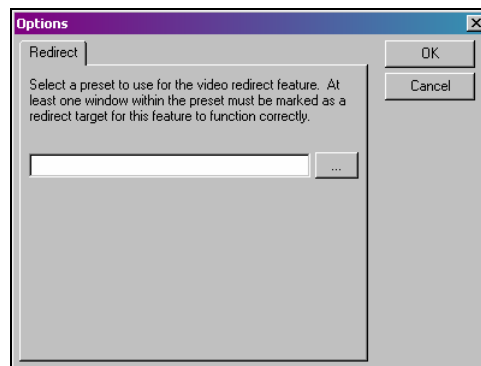 Options
Redirect
OK
Cancel
Select a preset to use for the video redirect feature. At
least one window within the preset must be marked as a
redirect target for this feature to function correctly.
...